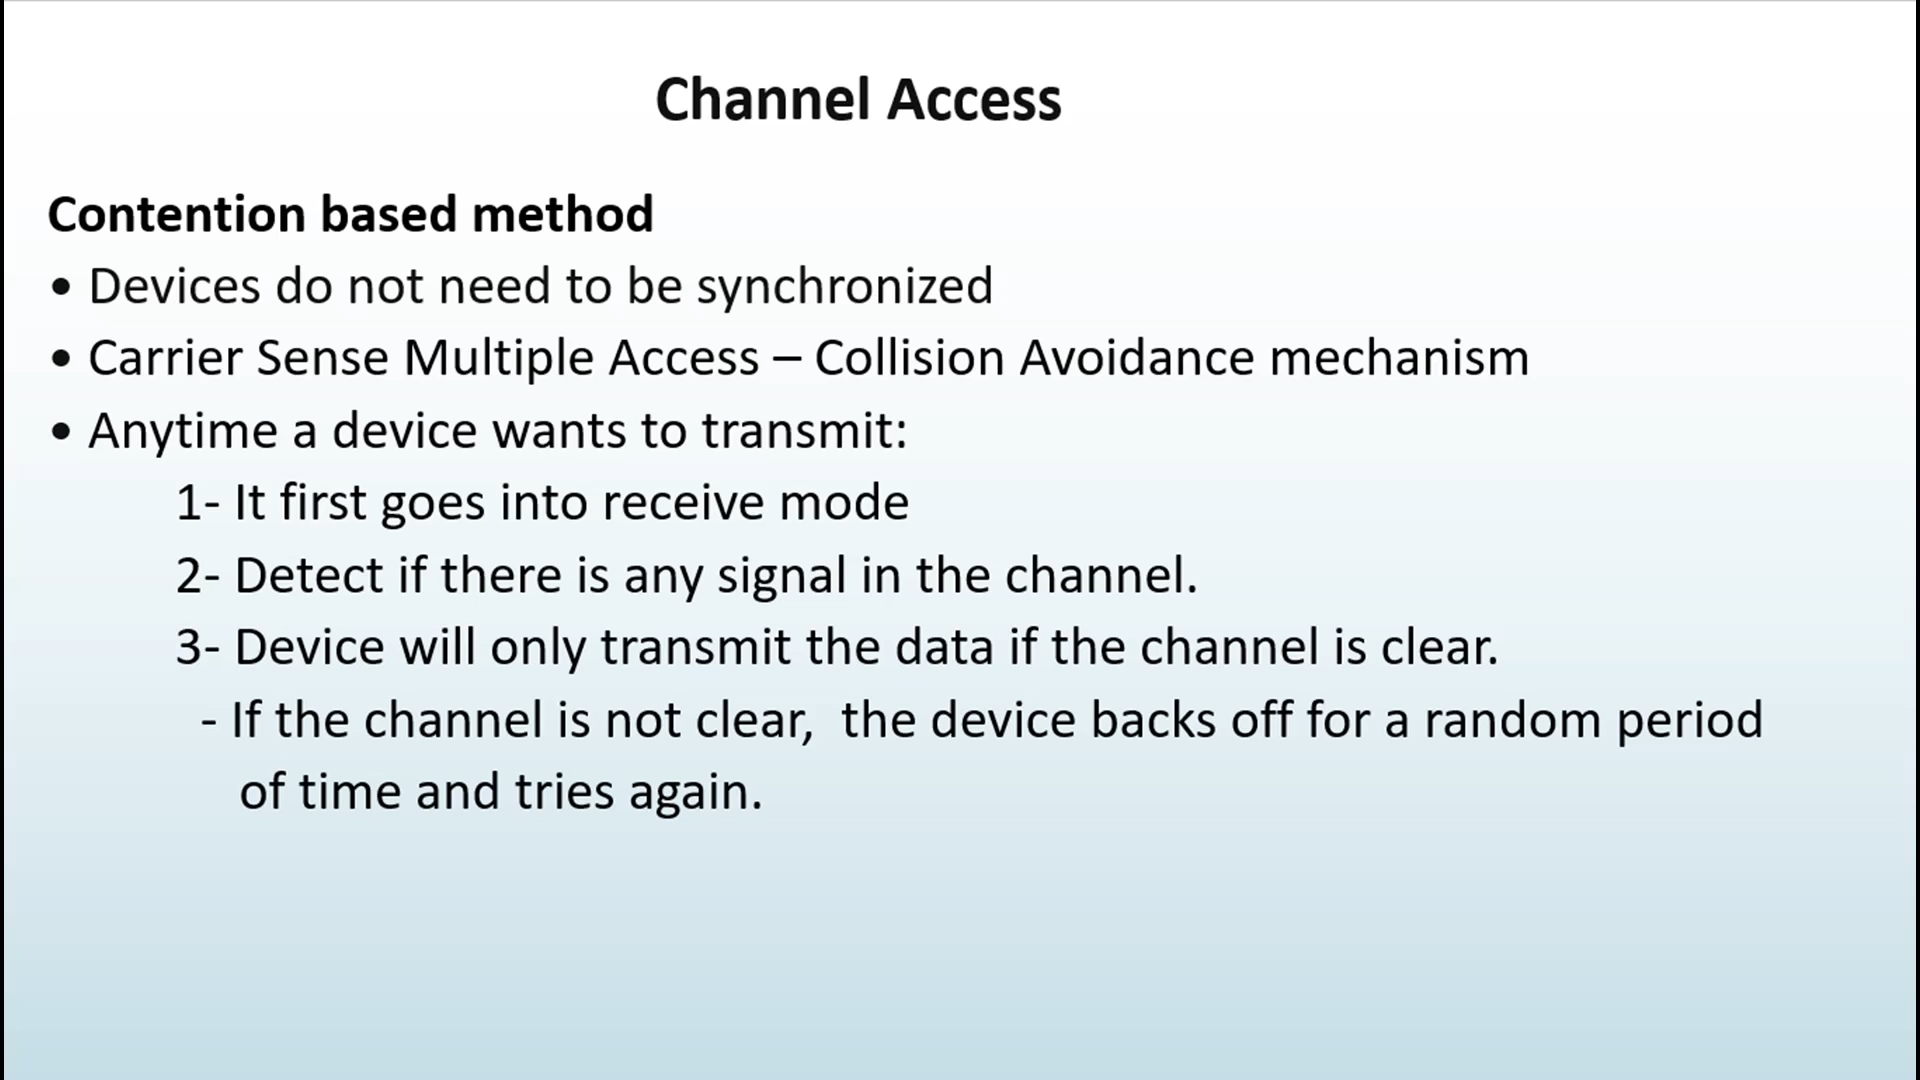 Channel Access
Contention based method
• Devices do not need to be synchronized
• Carrier Sense Multiple Access – Collision Avoidance mechanism
• Anytime a device wants to transmit:
1- It first goes into receive mode
2- Detect if there is any signal in the channel.
3- Device will only transmit the data if the channel is clear.
- If the channel is not clear,  the device backs off for a random period
of time and tries again.